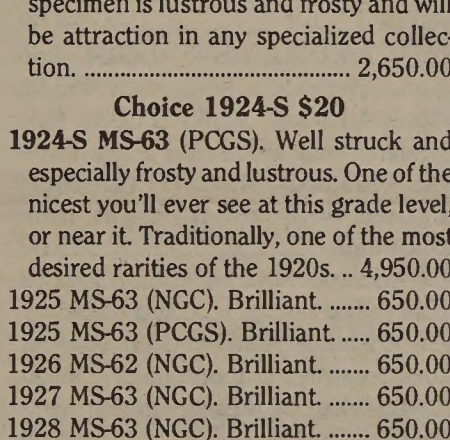 specimen is lustrous and frosty and will
be attraction in any specialized collec-
tion. ........................................ 2,650.00
Choice 1924-S $20
1924-S MS-63 (PCGS). Well struck and
especially frosty and lustrous. One of the
nicest you'll ever see at this grade level,
or near it. Traditionally, one of the most
desired rarities of the 1920s. .. 4,950.00
1925 MS-63 (NGC). Brilliant. ....... 650.00
1925 MS-63 (PCGS). Brilliant. ..... 650.00
1926 MS-62 (NGC). Brilliant. ....... 650.00
1927 MS-63 (NGC). Brilliant. ....... 650.00
1928 MS-63 (NGC). Brilliant. ....... 650.00